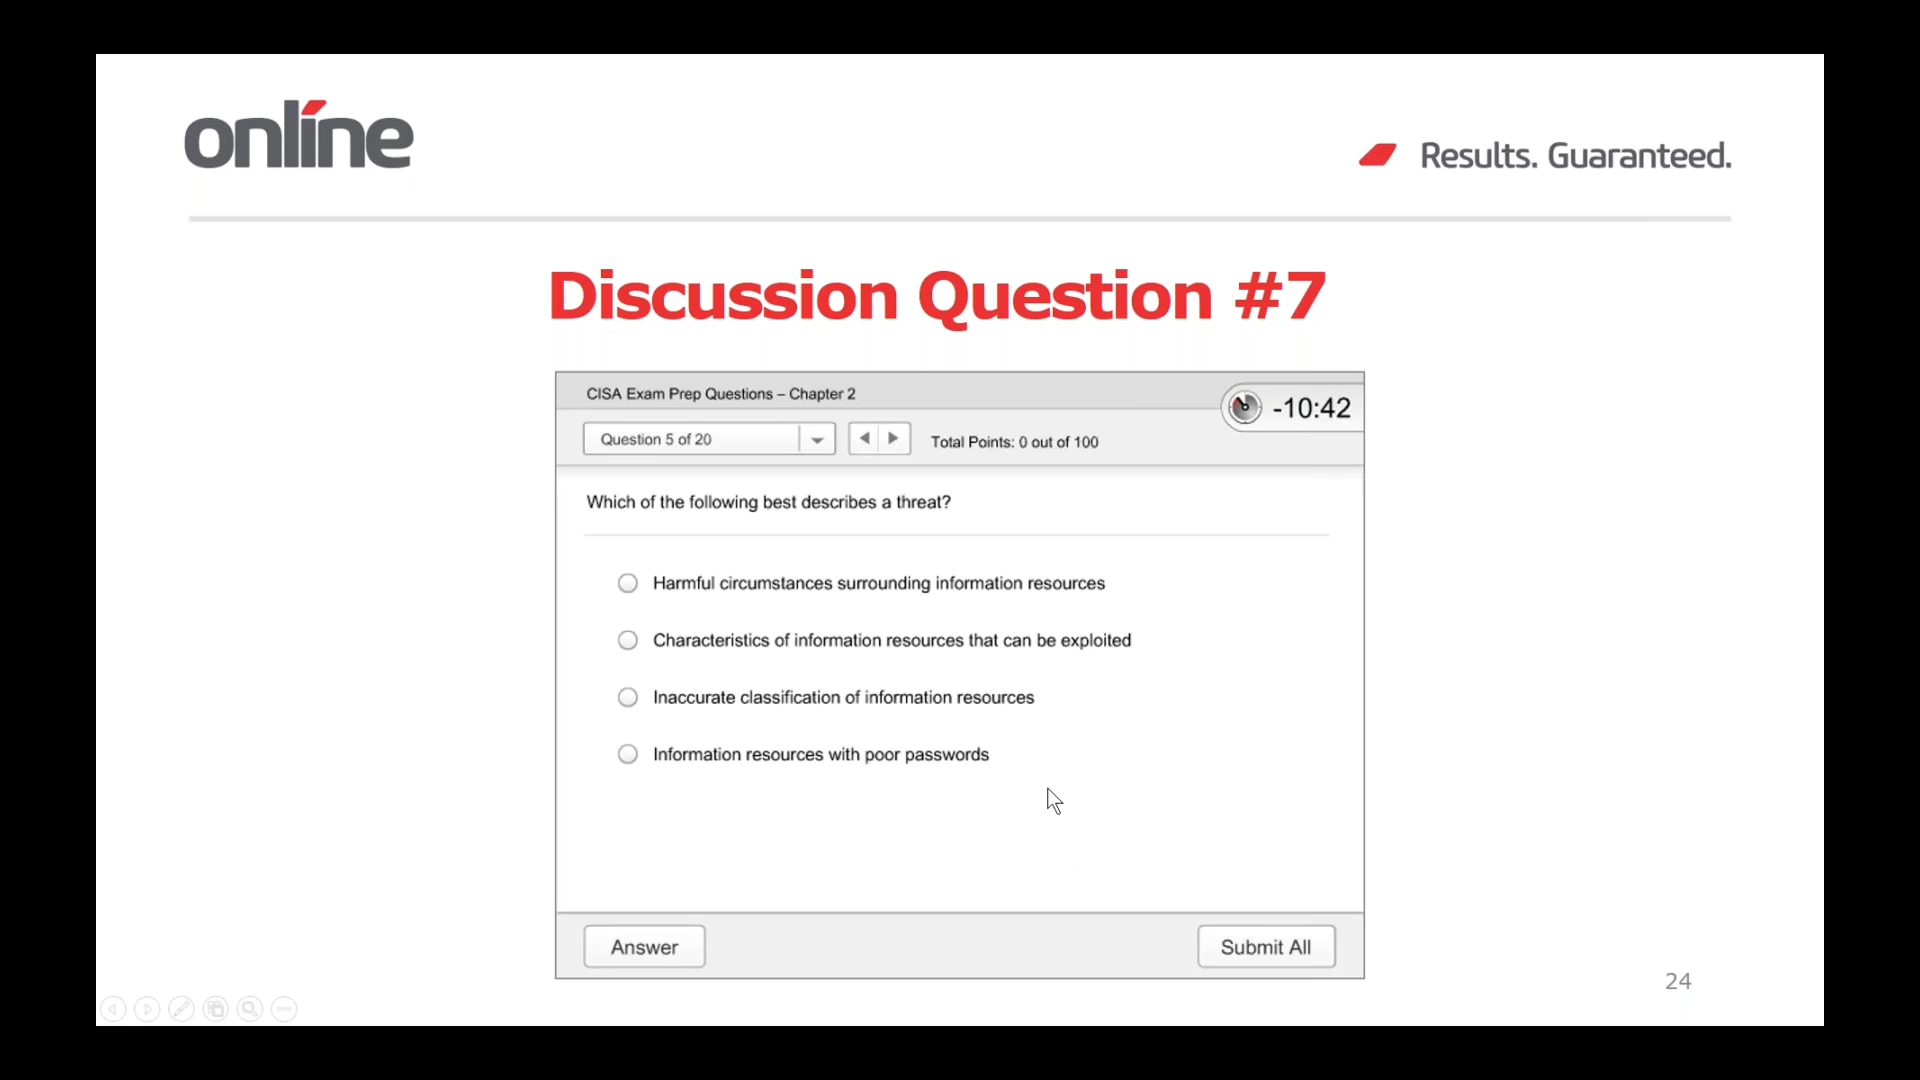 online
Results. Guaranteed.
Discussion Question #7
CISA Exam Prep Questions – Chapter 2
-10:42
Question 5 of 20
Total Points: 0 out of 100
Which of the following best describes a threat?
Harmful circumstances surrounding information resources
Characteristics of information resources that can be exploited
Inaccurate classification of information resources
Information resources with poor passwords
Answer
Submit All
24